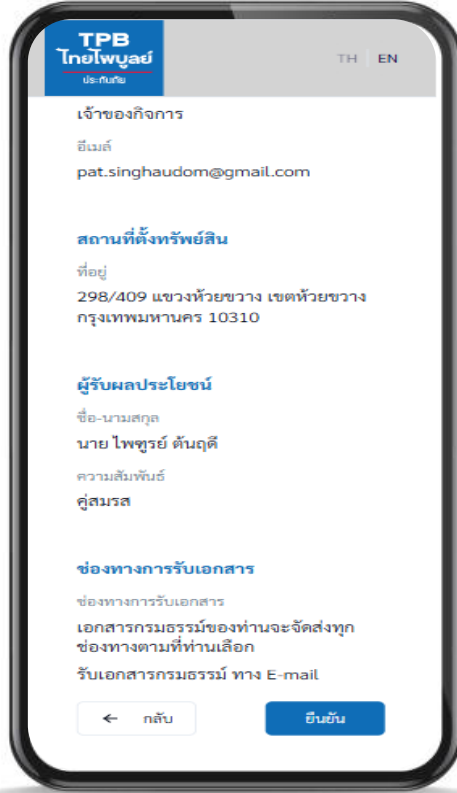 TPB
ไทยไพบูลย์
ประกันภัย
TH EN
เจ้าของกิจการ
อีเมล์
pat.singhaudom@gmail.com
สถานที่ตั้งทรัพย์สิน
ที่อยู่
298/409 แขวงห้วยขวาง เขตห้วยขวาง
กรุงเทพมหานคร 10310
ผู้รับผลประโยชน์
ชื่อ-นามสกุล
นาย ไพฑูรย์ ต้นฤดี
ความสัมพันธ์
คู่สมรส
ช่องทางการรับเอกสาร
ช่องทางการรับเอกสาร
เอกสารกรมธรรม์ของท่านจะจัดส่งทุก
ช่องทางตามที่ท่านเลือก
รับเอกสารกรมธรรม์ ทาง E-mail
← กลับ
ยืนยัน